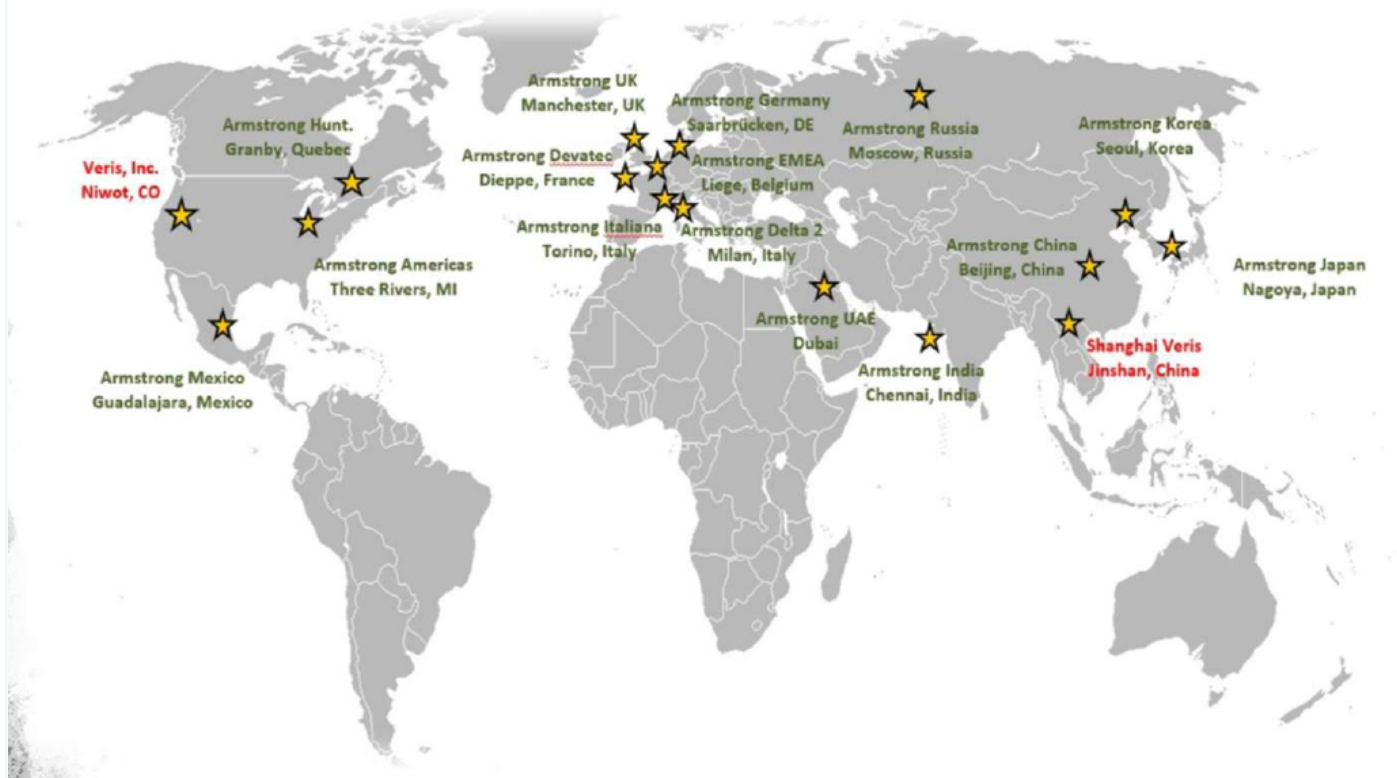 Armstrong UK
Manchester, UK
Armstrong Germany
Saarbrücken, DE
Armstrong Hunt.
Granby, Quebec
Armstrong Russia
Moscow, Russia
Armstrong Korea
Seoul, Korea
Veris, Inc.
Niwot, CO
Armstrong Devatec
Dieppe, France
Armstrong EMEA
Liege, Belgium
Armstrong Italiana
Torino, Italy
Armstrong Delta 2
Milan, Italy
Armstrong China
Beijing, China
Armstrong Americas
Three Rivers, MI
Armstrong Japan
Nagoya, Japan
Armstrong UAE
Dubai
Shanghai Veris
Jinshan, China
Armstrong India
Chennai, India
Armstrong Mexico
Guadalajara, Mexico